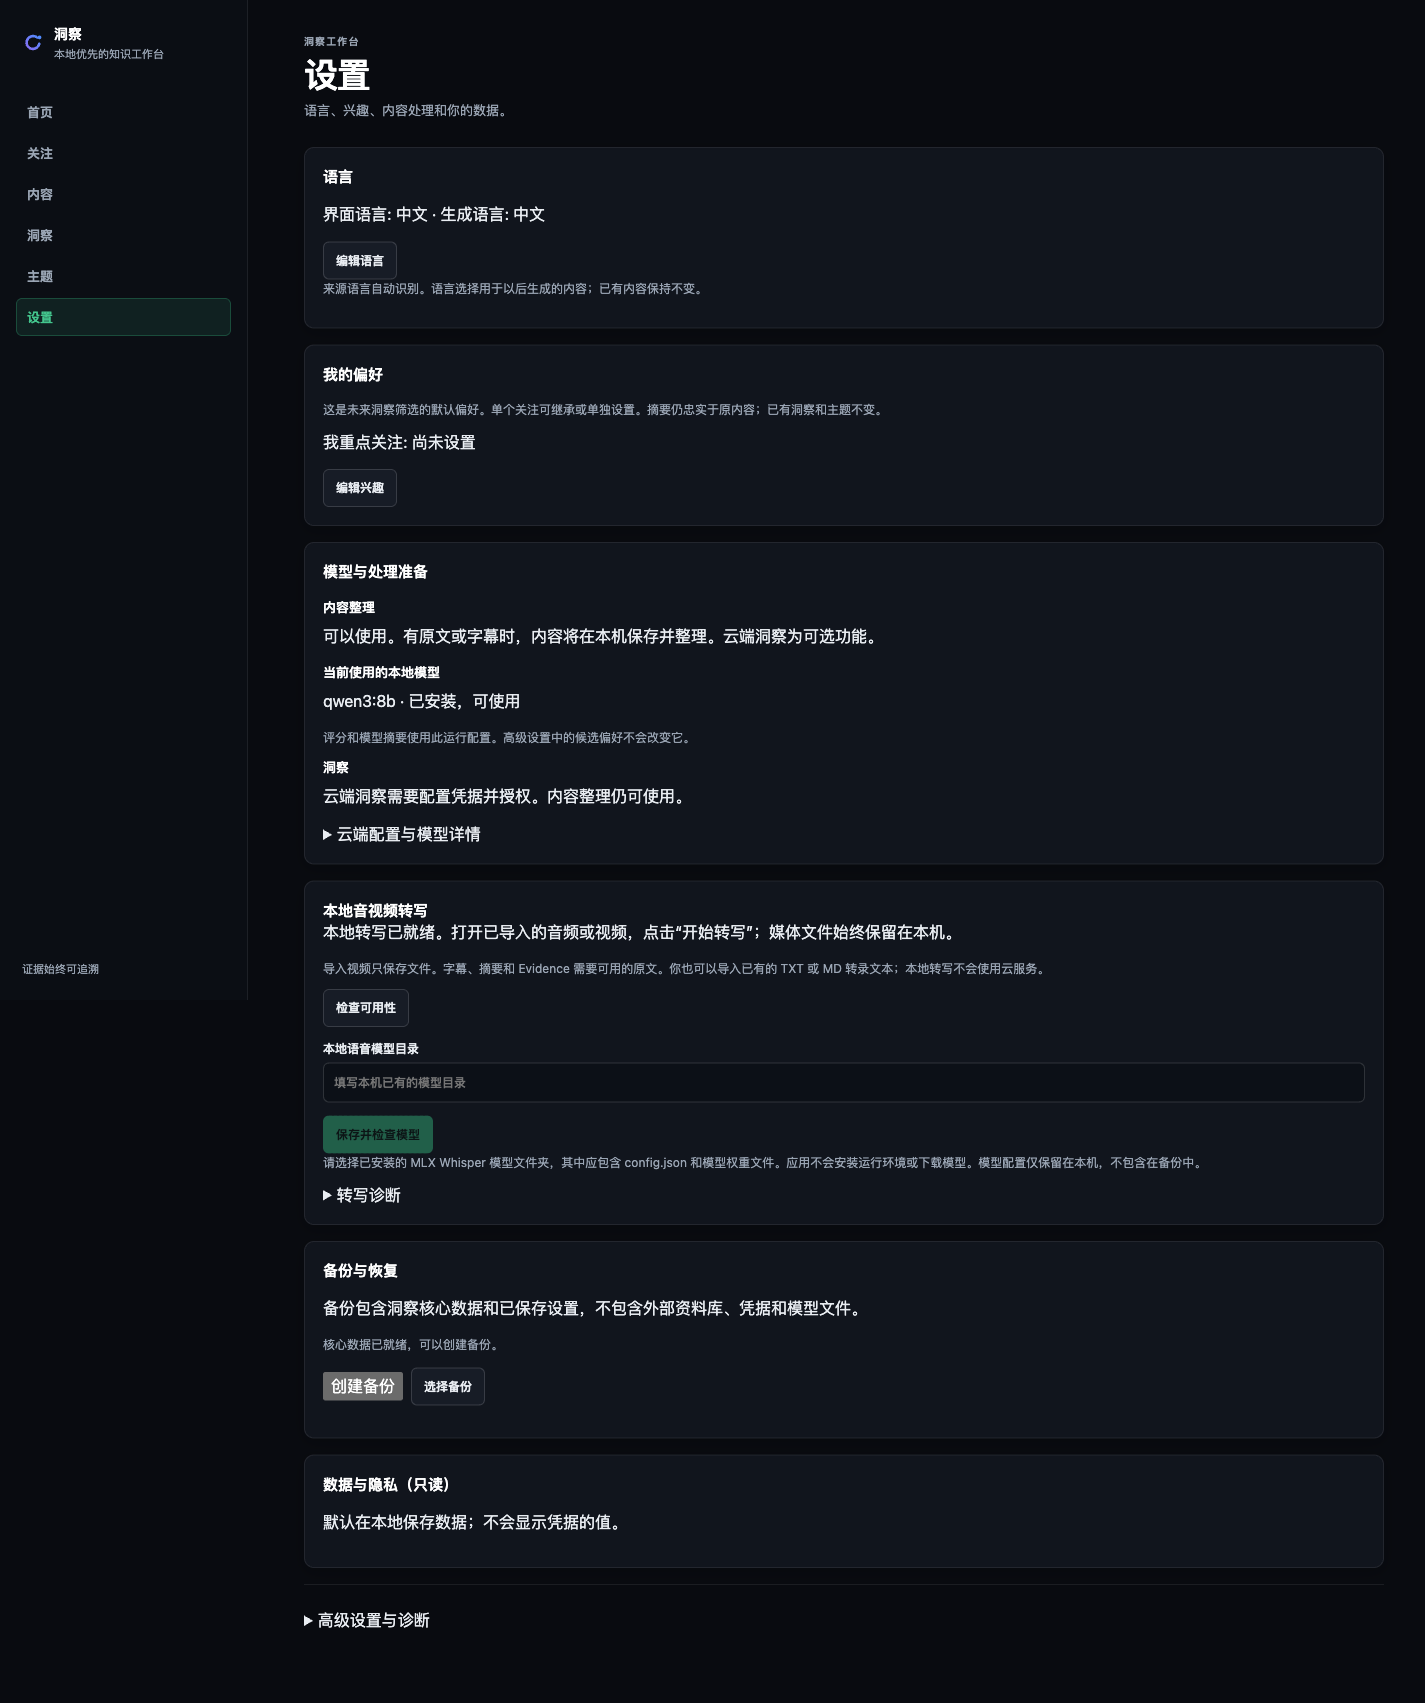 洞察
本地优先的知识工作台
首页
关注
内容
洞察
主题
设置
证据始终可追溯
洞察工作台
设置
语言、兴趣、内容处理和你的数据。
语言
界面语言: 中文 · 生成语言: 中文
编辑语言
来源语言自动识别。语言选择用于以后生成的内容；已有内容保持不变。
我的偏好
这是未来洞察筛选的默认偏好。单个关注可继承或单独设置。摘要仍忠实于原内容；已有洞察和主题不变。
我重点关注: 尚未设置
编辑兴趣
模型与处理准备
内容整理
可以使用。有原文或字幕时，内容将在本机保存并整理。云端洞察为可选功能。
当前使用的本地模型
qwen3:8b · 已安装，可使用
评分和模型摘要使用此运行配置。高级设置中的候选偏好不会改变它。
洞察
云端洞察需要配置凭据并授权。内容整理仍可使用。
▶ 云端配置与模型详情
本地音视频转写
本地转写已就绪。打开已导入的音频或视频，点击“开始转写”；媒体文件始终保留在本机。
导入视频只保存文件。字幕、摘要和 Evidence 需要可用的原文。你也可以导入已有的 TXT 或 MD 转录文本；本地转写不会使用云服务。
检查可用性
本地语音模型目录
填写本机已有的模型目录
保存并检查模型
请选择已安装的 MLX Whisper 模型文件夹，其中应包含 config.json 和模型权重文件。应用不会安装运行环境或下载模型。模型配置仅保留在本机，不包含在备份中。
▶ 转写诊断
备份与恢复
备份包含洞察核心数据和已保存设置，不包含外部资料库、凭据和模型文件。
核心数据已就绪，可以创建备份。
创建备份 选择备份
数据与隐私（只读）
默认在本地保存数据；不会显示凭据的值。
▶ 高级设置与诊断